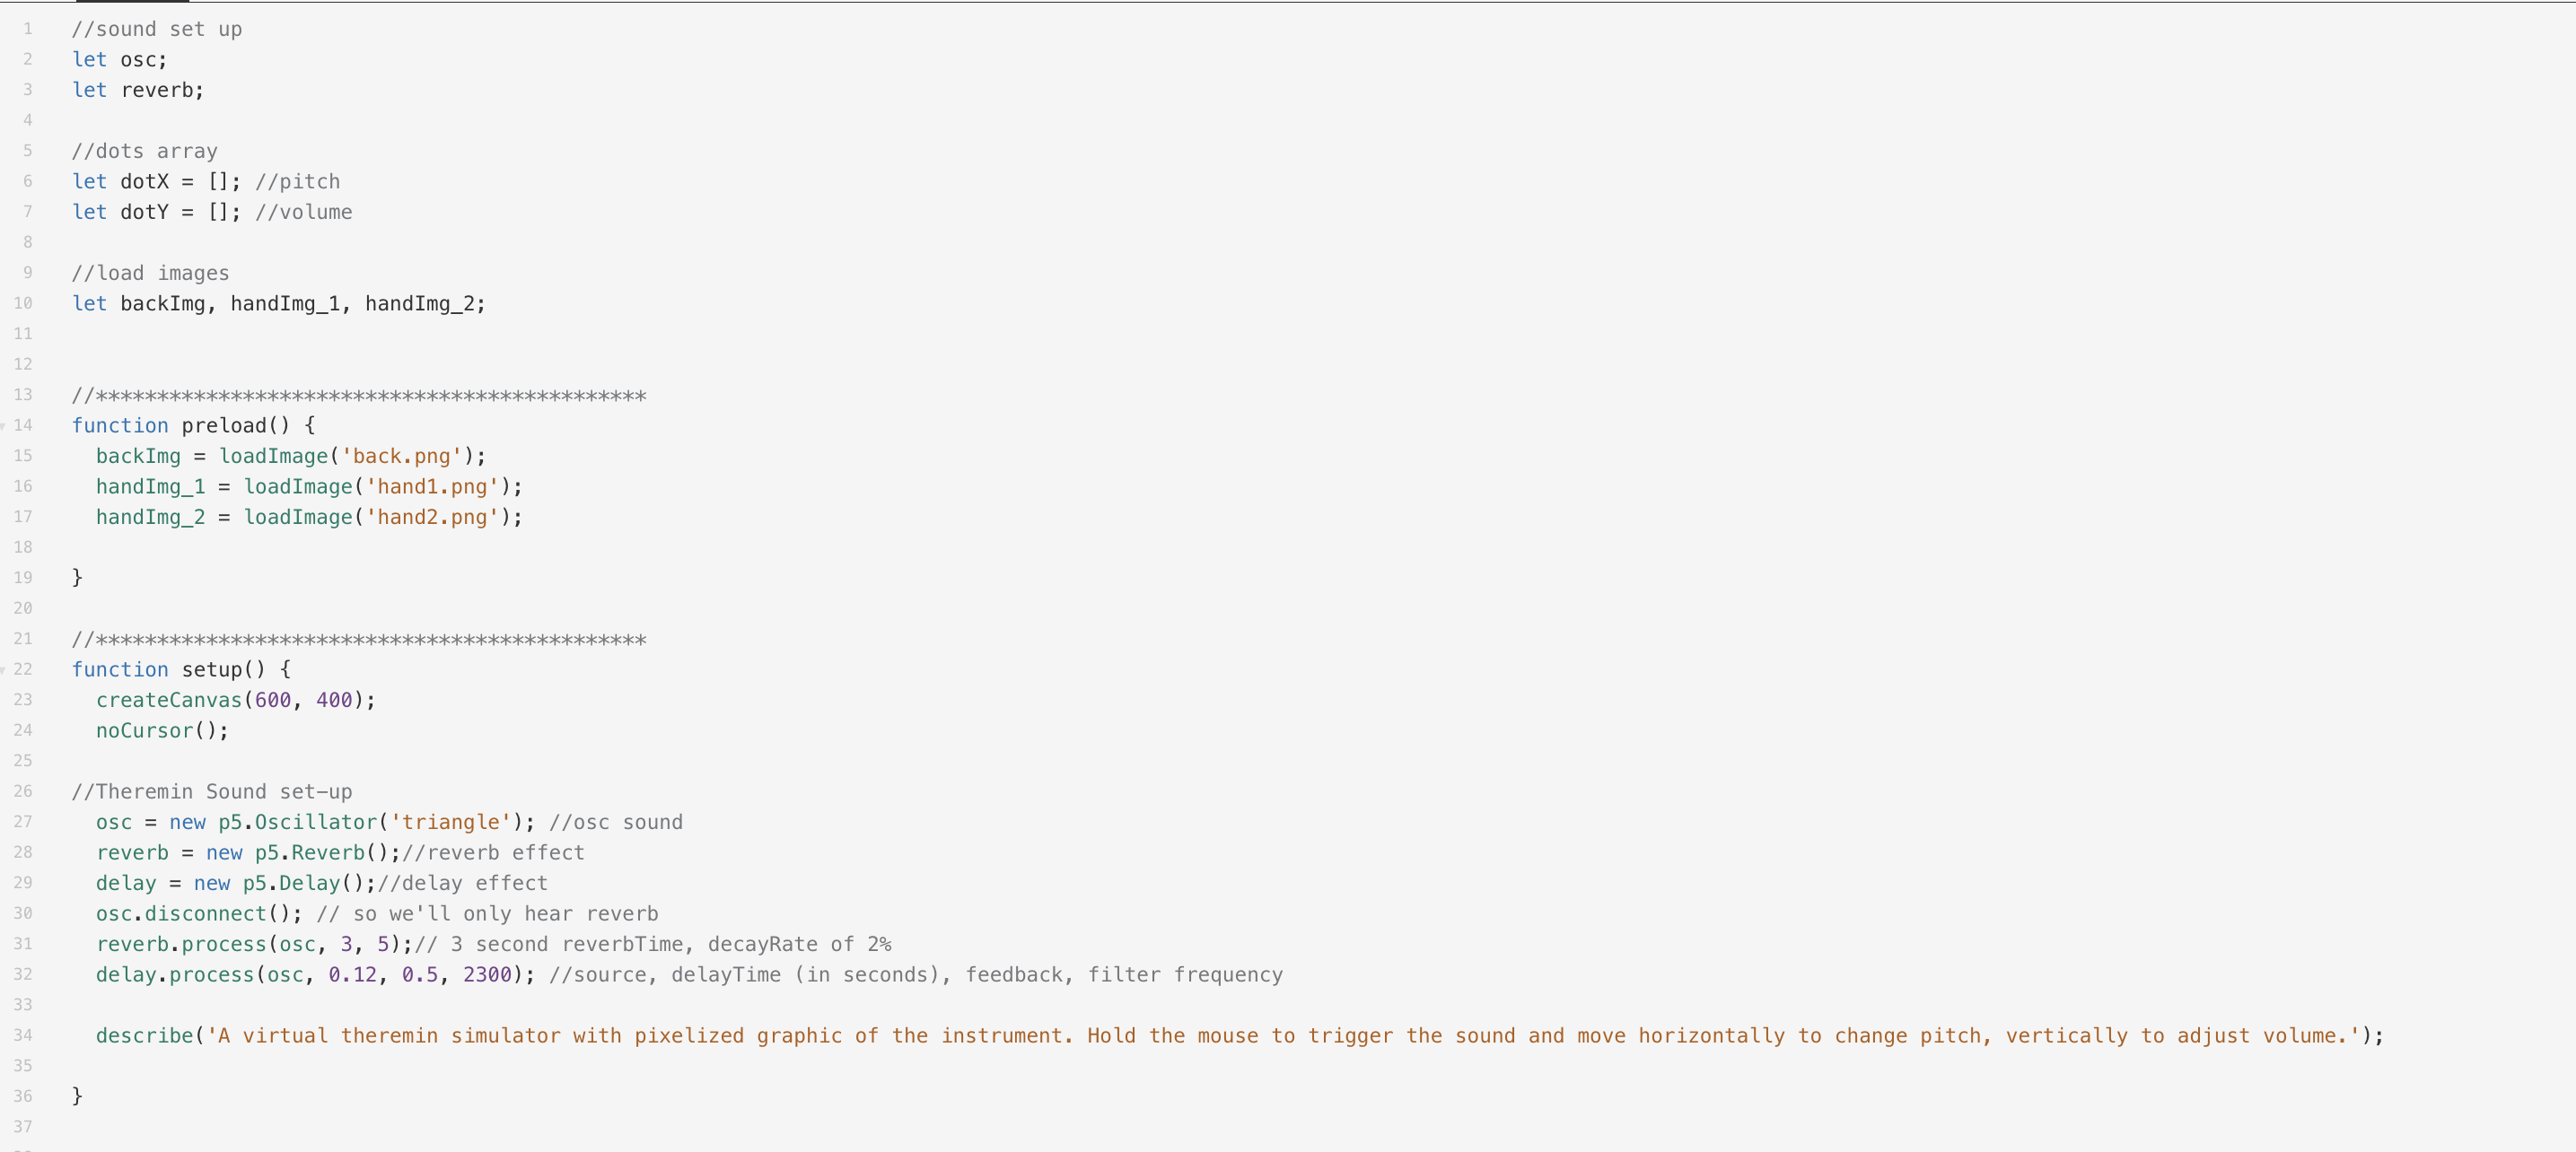 1 //sound set up
2 let osc;
3 let reverb;
4
5 //dots array
6 let dotX = []; //pitch
7 let dotY = []; //volume
8
9 //load images
10 let backImg, handImg_1, handImg_2;
11
12
13 //*********************************************
14 function preload() {
15   backImg = loadImage('back.png');
16   handImg_1 = loadImage('hand1.png');
17   handImg_2 = loadImage('hand2.png');
18
19 }
20
21 //*********************************************
22 function setup() {
23   createCanvas(600, 400);
24   noCursor();
25
26 //Theremin Sound set-up
27   osc = new p5.Oscillator('triangle'); //osc sound
28   reverb = new p5.Reverb();//reverb effect
29   delay = new p5.Delay();//delay effect
30   osc.disconnect(); // so we'll only hear reverb
31   reverb.process(osc, 3, 5);// 3 second reverbTime, decayRate of 2%
32   delay.process(osc, 0.12, 0.5, 2300); //source, delayTime (in seconds), feedback, filter frequency
33
34   describe('A virtual theremin simulator with pixelized graphic of the instrument. Hold the mouse to trigger the sound and move horizontally to change pitch, vertically to adjust volume.');
35
36 }
37